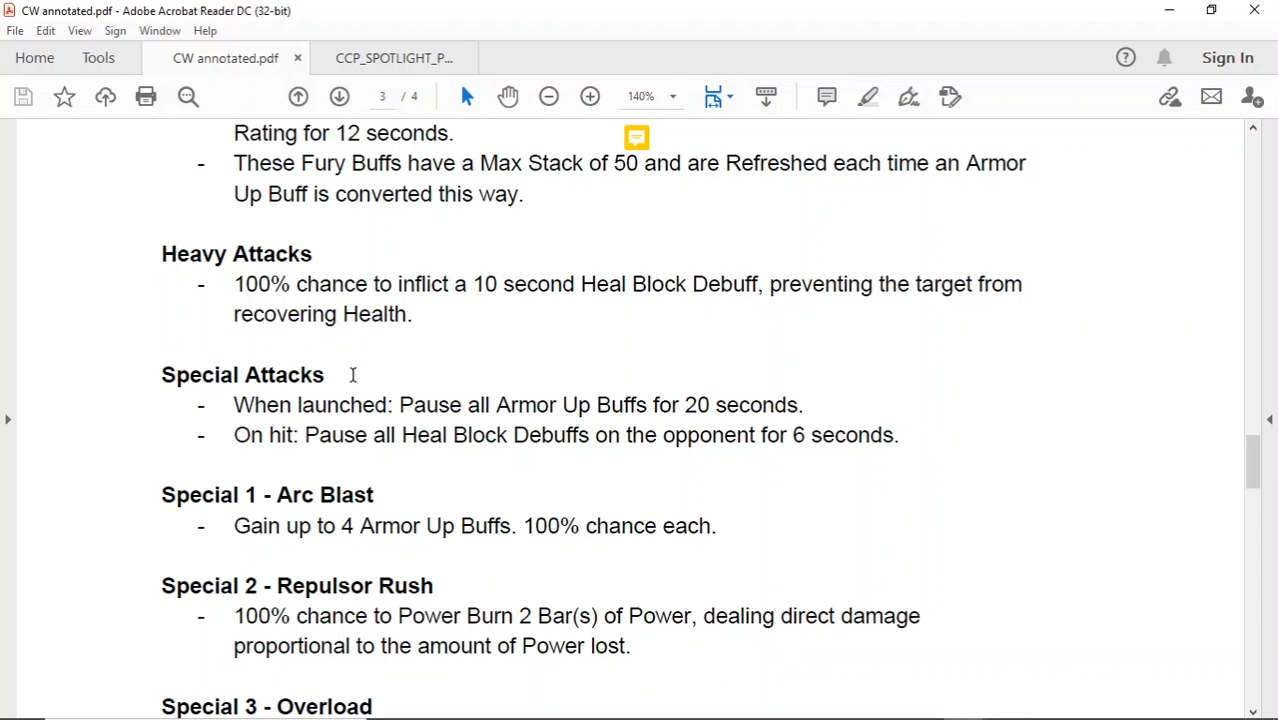 CW annotated.pdf - Adobe Acrobat Reader DC (32-bit)
File Edit View Sign Window Help
Home Tools CW annotated.pdf × CCP_SPOTLIGHT_P... Sign In
3 / 4 140%
Rating for 12 seconds.
- These Fury Buffs have a Max Stack of 50 and are Refreshed each time an Armor
Up Buff is converted this way.
Heavy Attacks
- 100% chance to inflict a 10 second Heal Block Debuff, preventing the target from
recovering Health.
Special Attacks
- When launched: Pause all Armor Up Buffs for 20 seconds.
- On hit: Pause all Heal Block Debuffs on the opponent for 6 seconds.
Special 1 - Arc Blast
- Gain up to 4 Armor Up Buffs. 100% chance each.
Special 2 - Repulsor Rush
- 100% chance to Power Burn 2 Bar(s) of Power, dealing direct damage
proportional to the amount of Power lost.
Special 3 - Overload